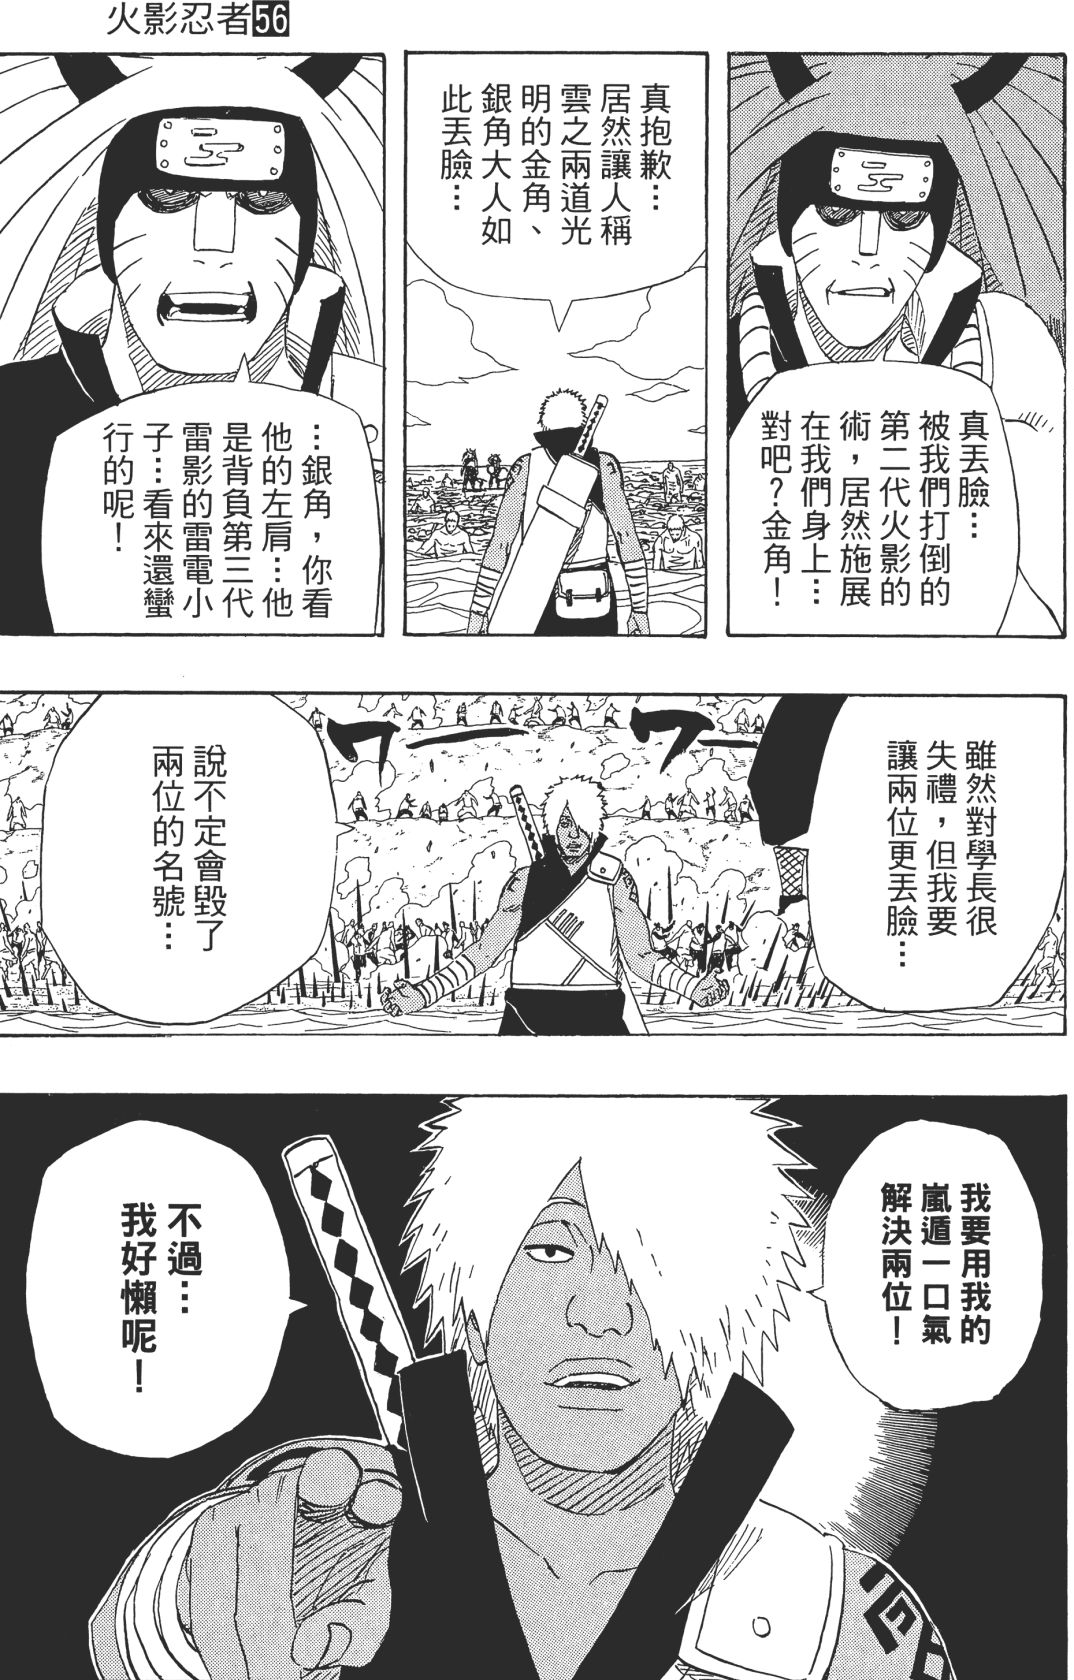 火影忍者56
真丟臉…
被我們打倒的
第二代火影的
術，居然施展
在我們身上…
對吧？金角！
真抱歉…
居然讓人稱
雲之兩道光
明的金角、
銀角大人如
此丟臉…
…銀角，你看
他的左肩…他
是背負第三代
雷影的雷電小
子…看來還蠻
行的呢！
雖然對學長很
失禮，但我要
讓兩位更丟臉…
ワー
ワー
說不定會毀了
兩位的名號…
我要用我的
嵐遁一口氣
解決兩位！
不過…
我好懶呢！